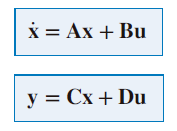 ẋ = Ax + Bu
y = Cx + Du